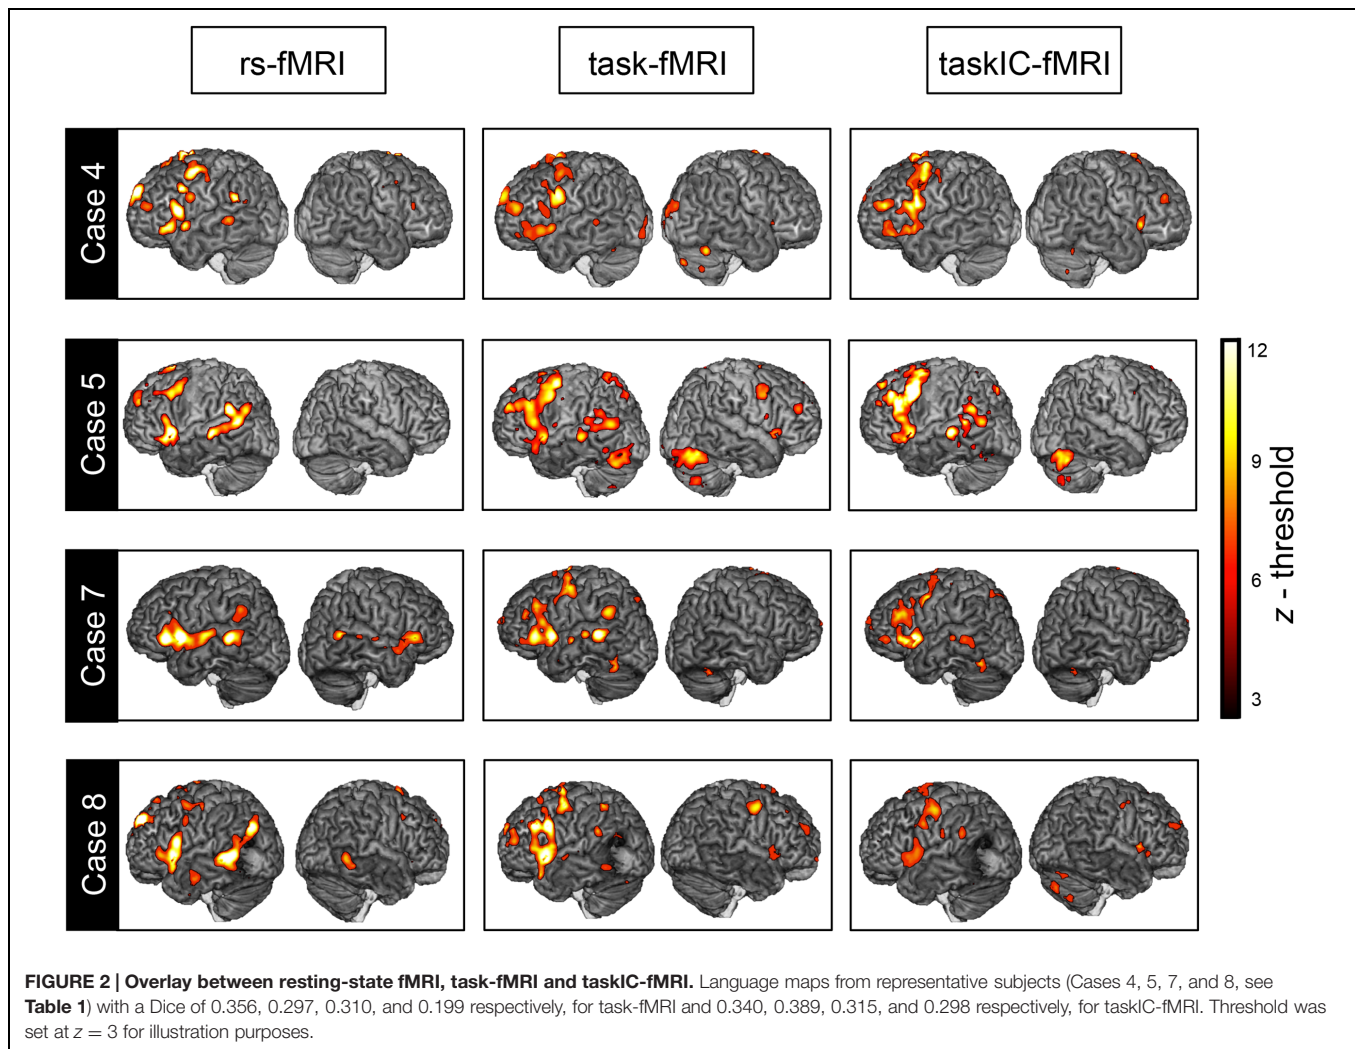 rs-fMRI
task-fMRI
taskIC-fMRI
Case 4
Case 5
Case 7
Case 8
12
9
6
3
z - threshold
FIGURE 2 | Overlay between resting-state fMRI, task-fMRI and taskIC-fMRI. Language maps from representative subjects (Cases 4, 5, 7, and 8, see
Table 1) with a Dice of 0.356, 0.297, 0.310, and 0.199 respectively, for task-fMRI and 0.340, 0.389, 0.315, and 0.298 respectively, for taskIC-fMRI. Threshold was
set at z = 3 for illustration purposes.